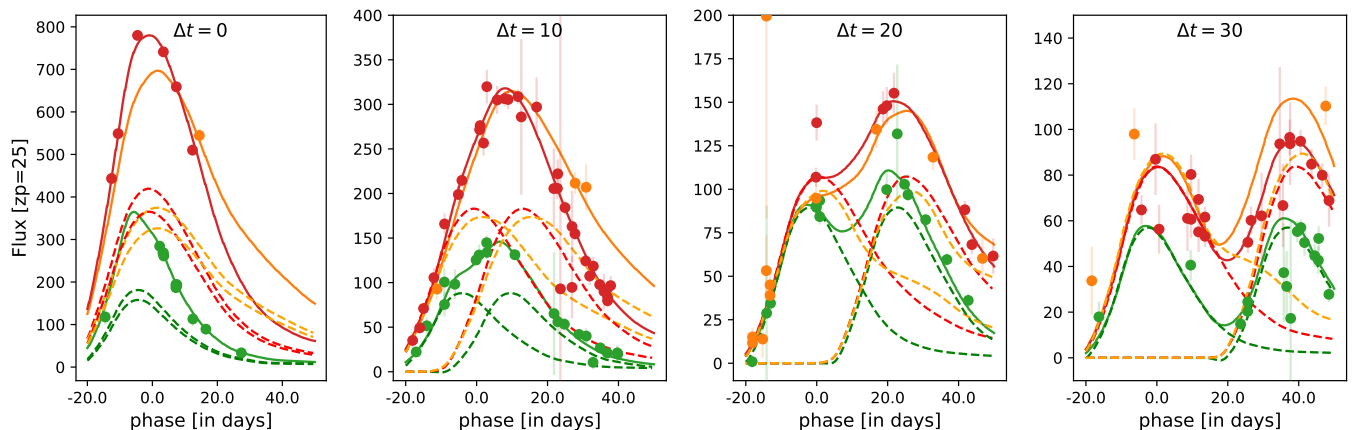 Δt = 0
Δt = 10
Δt = 20
Δt = 30
Flux [zp=25]
800
700
600
500
400
300
200
100
0
-20.0 0.0 20.0 40.0
phase [in days]
400
350
300
250
200
150
100
50
0
-20.0 0.0 20.0 40.0
phase [in days]
200
175
150
125
100
75
50
25
0
-20.0 0.0 20.0 40.0
phase [in days]
140
120
100
80
60
40
20
0
-20.0 0.0 20.0 40.0
phase [in days]